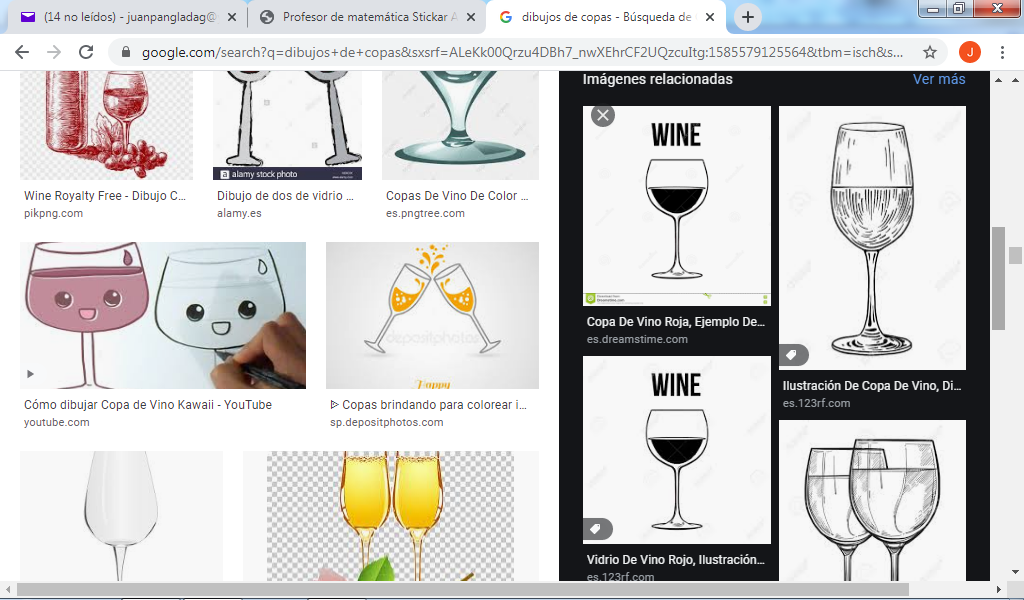 (14 no leídos) - juanpangladag@
Profesor de matemática Stickar A
dibujos de copas - Búsqueda de
google.com/search?q=dibujos+de+copas&sxsrf=ALeKk00Qrzu4DBh7_nwXEhrCF2UQzcuItg:1585579125564&tbm=isch&s...
J
a alamy stock photo
Wine Royalty Free - Dibujo C...
pikpng.com
Dibujo de dos de vidrio ...
alamy.es
Copas De Vino De Color ...
es.pngtree.com
depositphotos
Happy
Cómo dibujar Copa de Vino Kawaii - YouTube
youtube.com
ᐈ Copas brindando para colorear i...
sp.depositphotos.com
Imágenes relacionadas
Ver más
WINE
Copa De Vino Roja, Ejemplo De...
es.dreamstime.com
Ilustración De Copa De Vino, Di...
es.123rf.com
WINE
Vidrio De Vino Rojo, Ilustración...
es.123rf.com